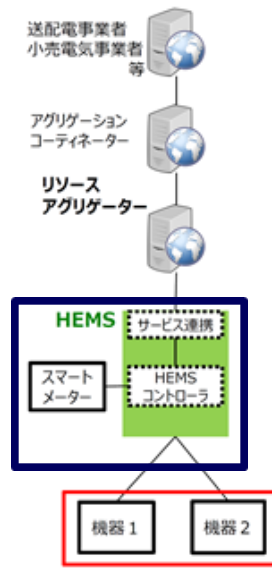 送配電事業者
小売電気事業者
等
アグリゲーション
コーディネーター
リソース
アグリゲーター
HEMS
サービス連携
スマート
メーター
HEMS
コントローラ
機器1
機器2